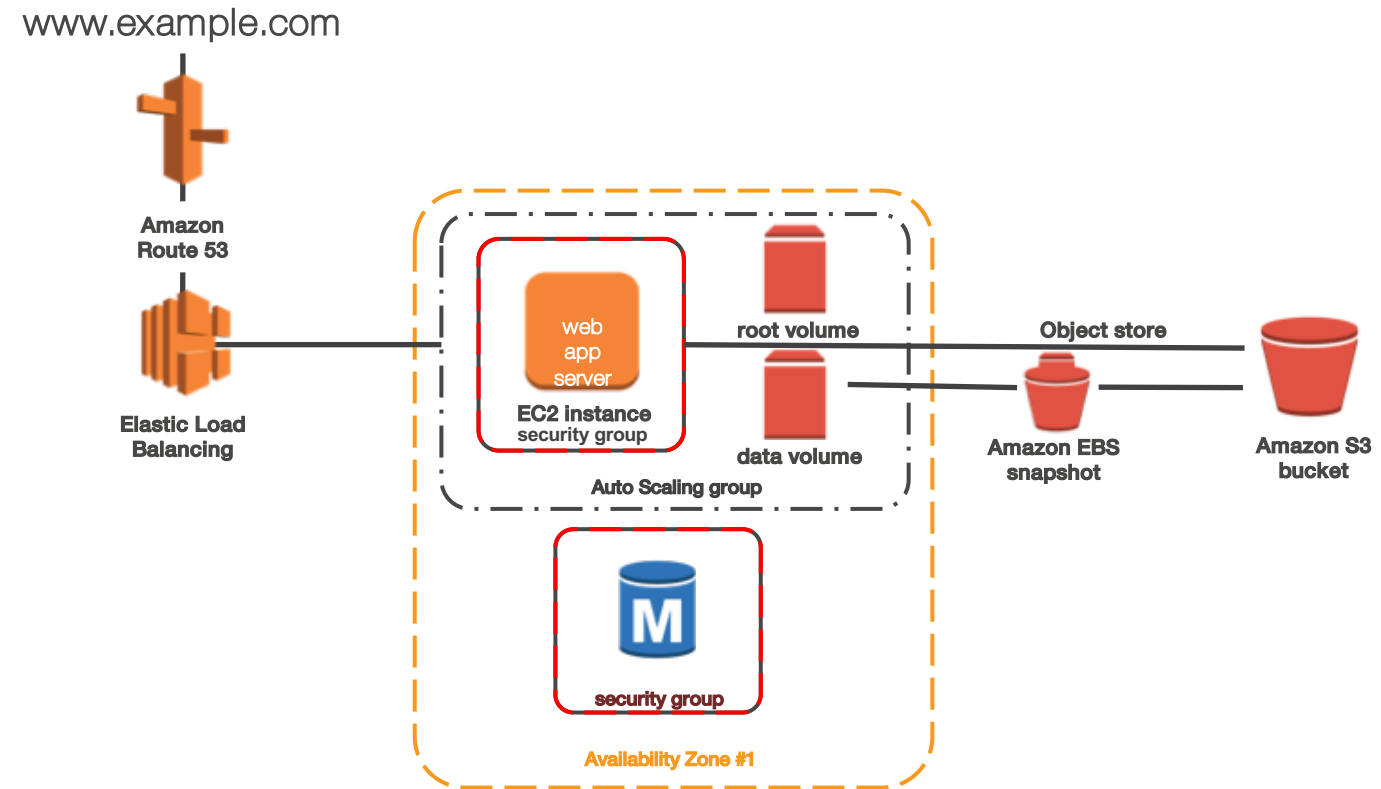 www.example.com
Amazon
Route 53
Elastic Load
Balancing
web
app
server
EC2 instance
security group
root volume
data volume
Auto Scaling group
Object store
Amazon EBS
snapshot
Amazon S3
bucket
M
security group
Availability Zone #1